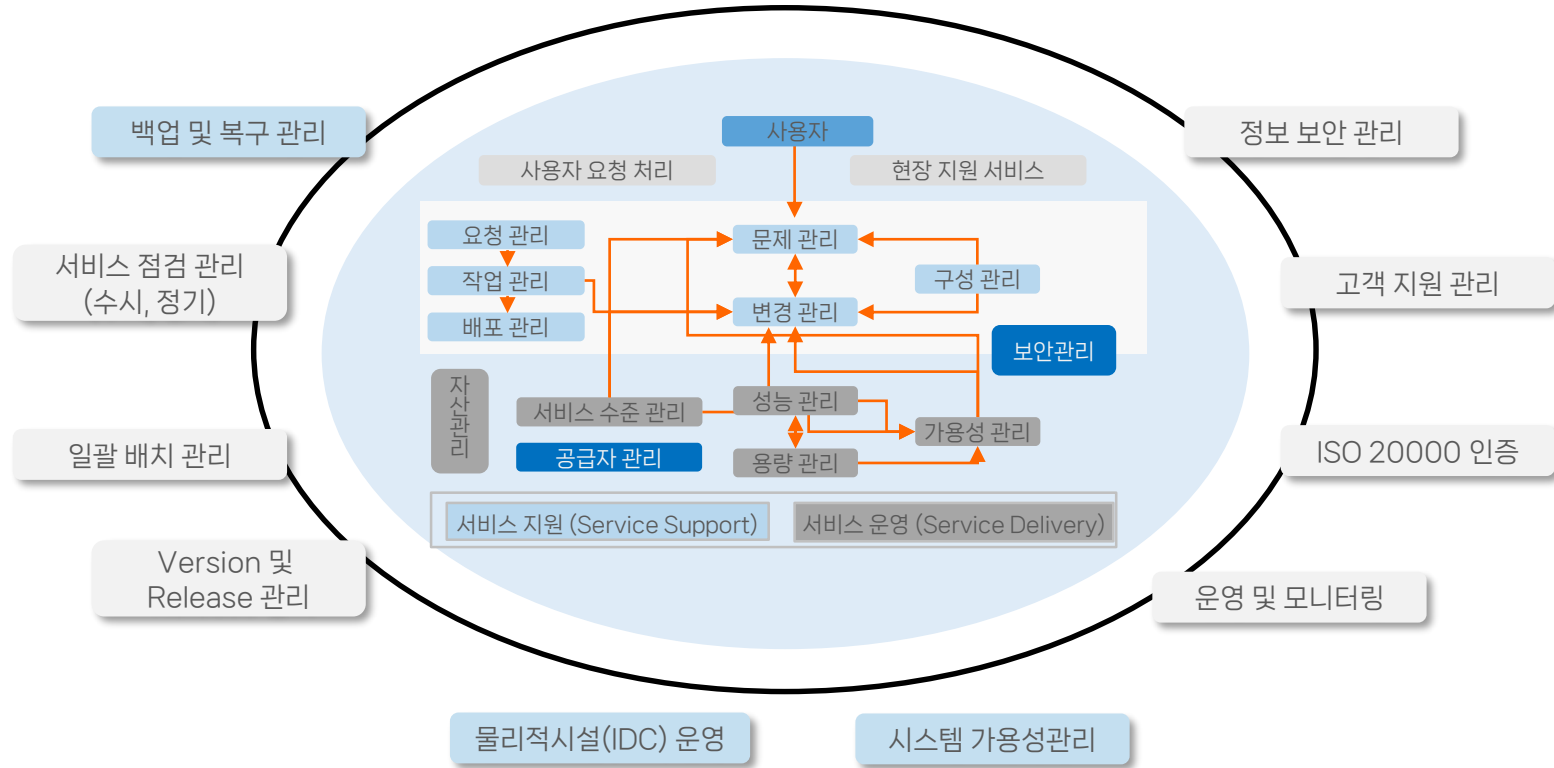 백업 및 복구 관리
정보 보안 관리
사용자
사용자 요청 처리
현장 지원 서비스
요청 관리
작업 관리
배포 관리
문제 관리
변경 관리
구성 관리
보안관리
서비스 점검 관리
(수시, 정기)
고객 지원 관리
자
산
관
리
서비스 수준 관리
공급자 관리
성능 관리
용량 관리
가용성 관리
일괄 배치 관리
ISO 20000 인증
서비스 지원 (Service Support)
서비스 운영 (Service Delivery)
Version 및
Release 관리
운영 및 모니터링
물리적시설(IDC) 운영
시스템 가용성관리